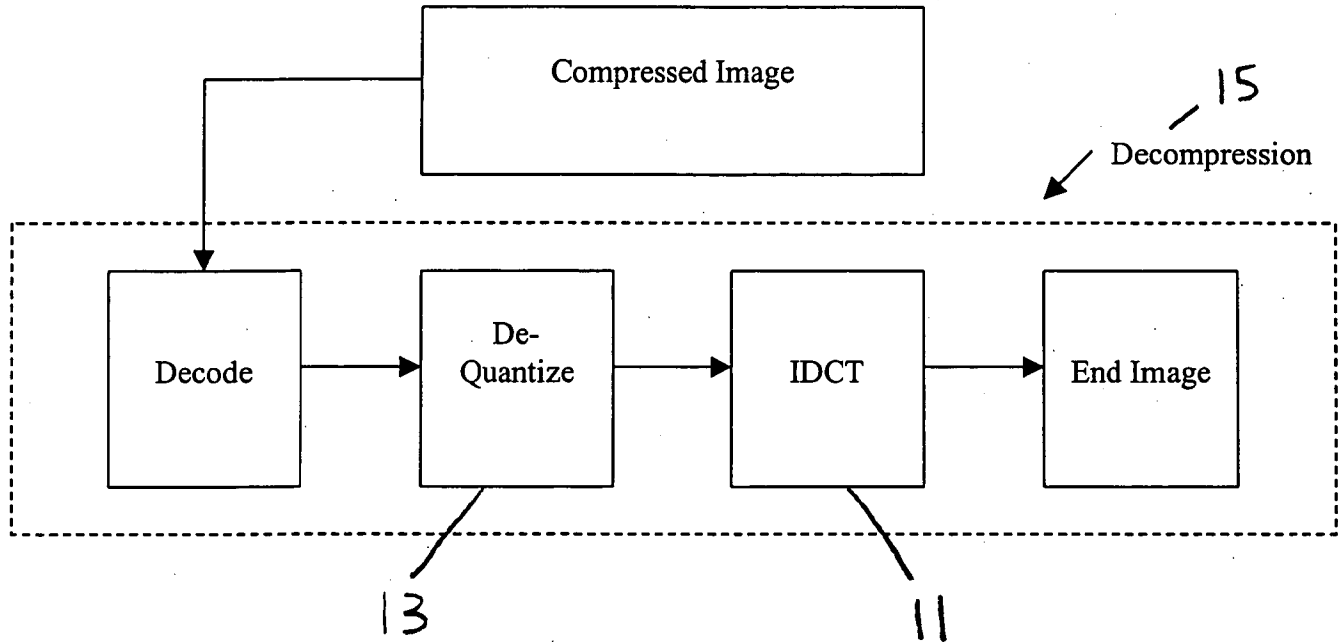 Compressed Image
15
Decompression
Decode
De-
Quantize
IDCT
End Image
13
11